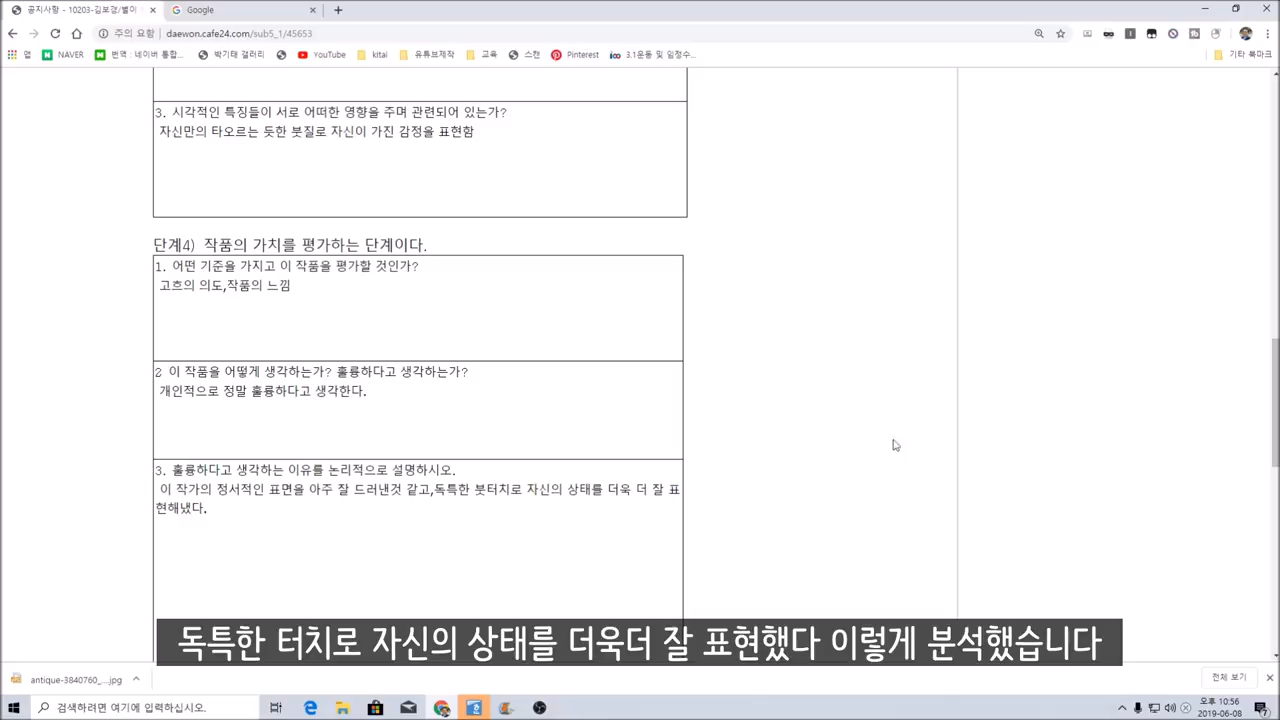 공지사항 - 10203-김보경/별이
Google
주의 요함
daewon.cafe24.com/sub5_1/45653
앱
NAVER
번역 : 네이버 통합...
박기태 갤러리
YouTube
kitai
유튜브제작
교육
스캔
Pinterest
3.1운동 및 임정수...
기타 북마크
3. 시각적인 특징들이 서로 어떠한 영향을 주며 관련되어 있는가?
자신만의 타오르는 듯한 붓질로 자신이 가진 감정을 표현함
단계4) 작품의 가치를 평가하는 단계이다.
1. 어떤 기준을 가지고 이 작품을 평가할 것인가?
고흐의 의도,작품의 느낌
2 이 작품을 어떻게 생각하는가? 훌륭하다고 생각하는가?
개인적으로 정말 훌륭하다고 생각한다.
3. 훌륭하다고 생각하는 이유를 논리적으로 설명하시오.
이 작가의 정서적인 표면을 아주 잘 드러낸것 같고,독특한 붓터치로 자신의 상태를 더욱 더 잘 표
현해냈다.
독특한 터치로 자신의 상태를 더욱더 잘 표현했다 이렇게 분석했습니다
antique-3840760_...jpg
전체 보기
검색하려면 여기에 입력하십시오.
오후 10:56
2019-06-08